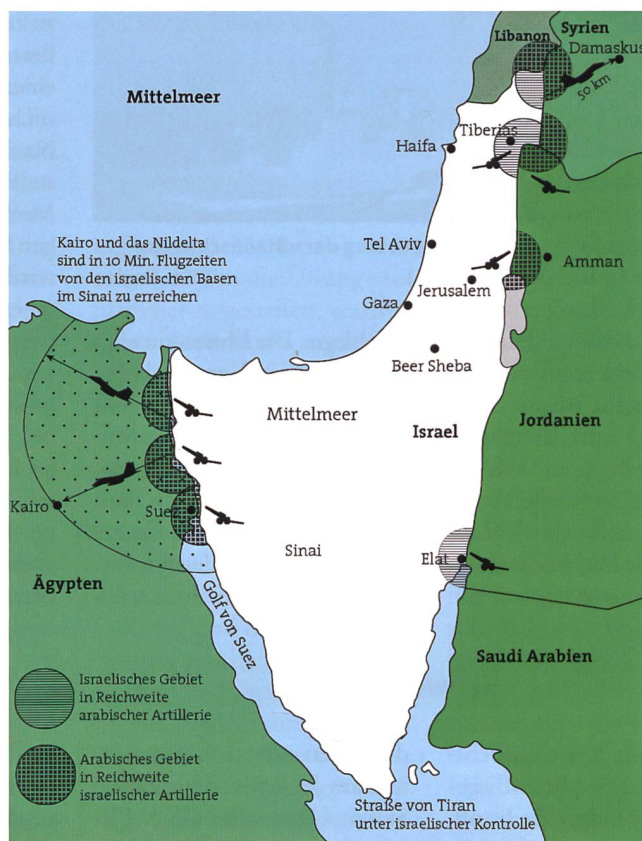 Libanon
Syrien
Damaskus
50 km
Mittelmeer
Tiberias
Haifa
Kairo und das Nildelta
sind in 10 Min. Flugzeiten
von den israelischen Basen
im Sinai zu erreichen
Tel Aviv
Amman
Jerusalem
Gaza
Beer Sheba
Mittelmeer
Israel
Jordanien
Kairo
Suez
Sinai
Elat
Ägypten
Golf von Suez
Saudi Arabien
Israelisches Gebiet
in Reichweite
arabischer Artillerie
Arabisches Gebiet
in Reichweite
israelischer Artillerie
Straße von Tiran
unter israelischer Kontrolle